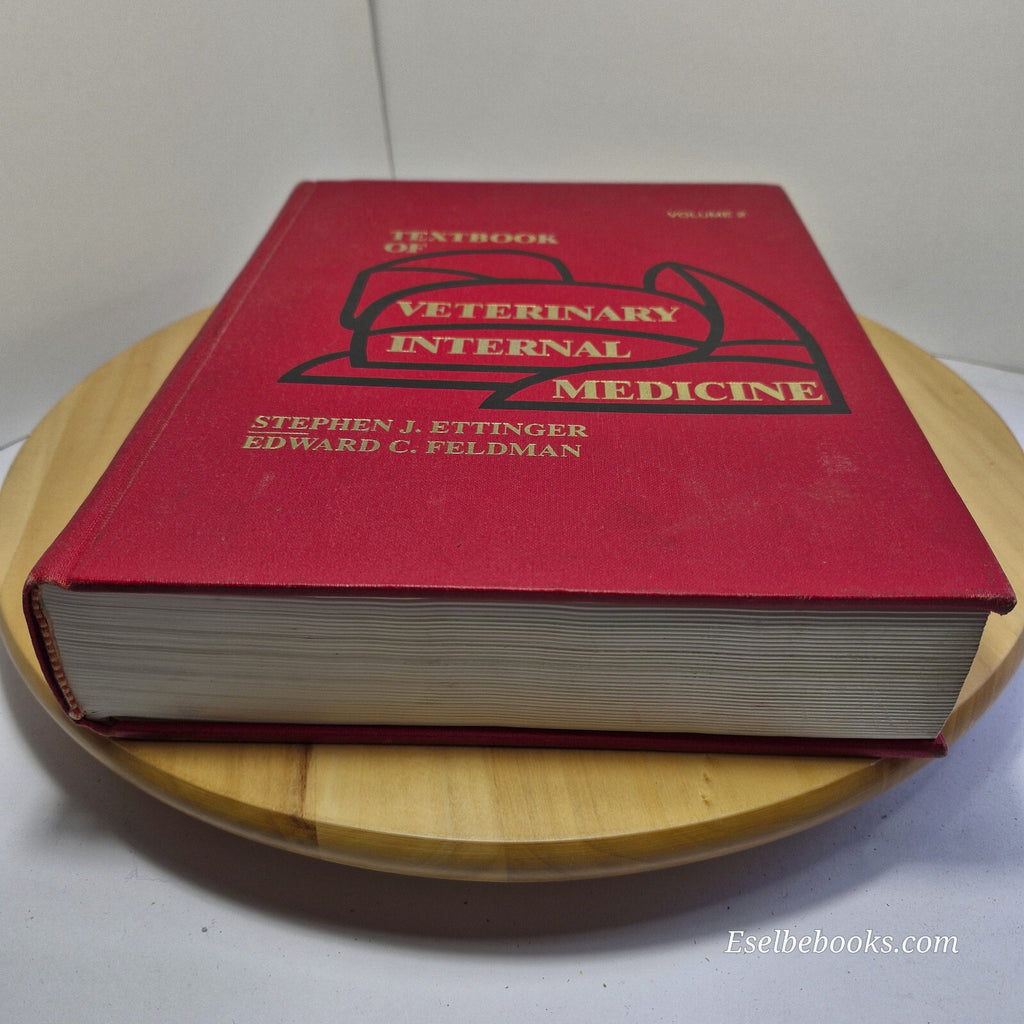 VOLUME 2
TEXTBOOK
OF
VETERINARY
INTERNAL
MEDICINE
STEPHEN J. ETTINGER
EDWARD C. FELDMAN
Eselbebooks.com